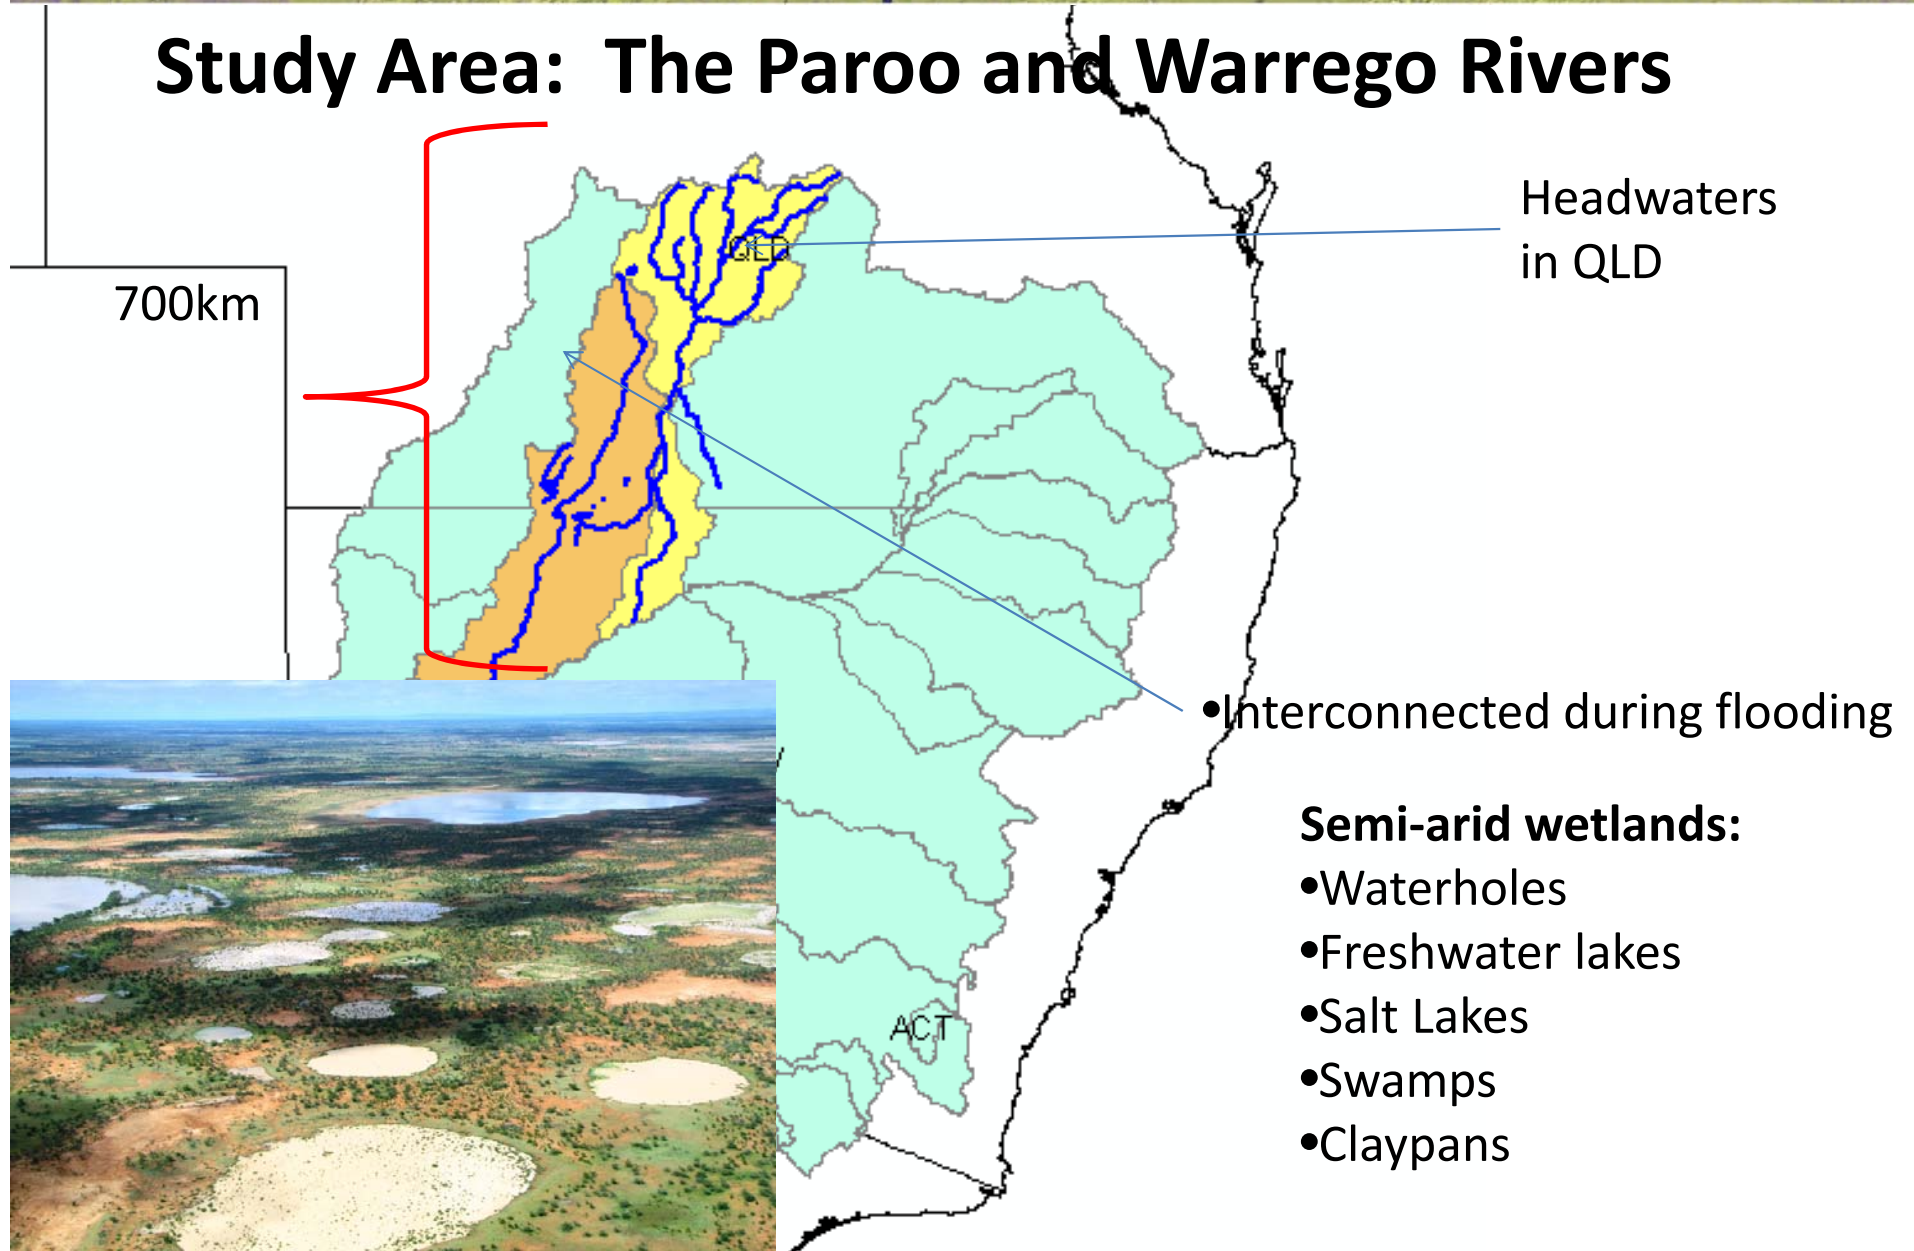 Study Area: The Paroo and Warrego Rivers
Headwaters
in QLD
QLD
700km
•Interconnected during flooding
Semi-arid wetlands:
•Waterholes
•Freshwater lakes
•Salt Lakes
•Swamps
•Claypans
ACT